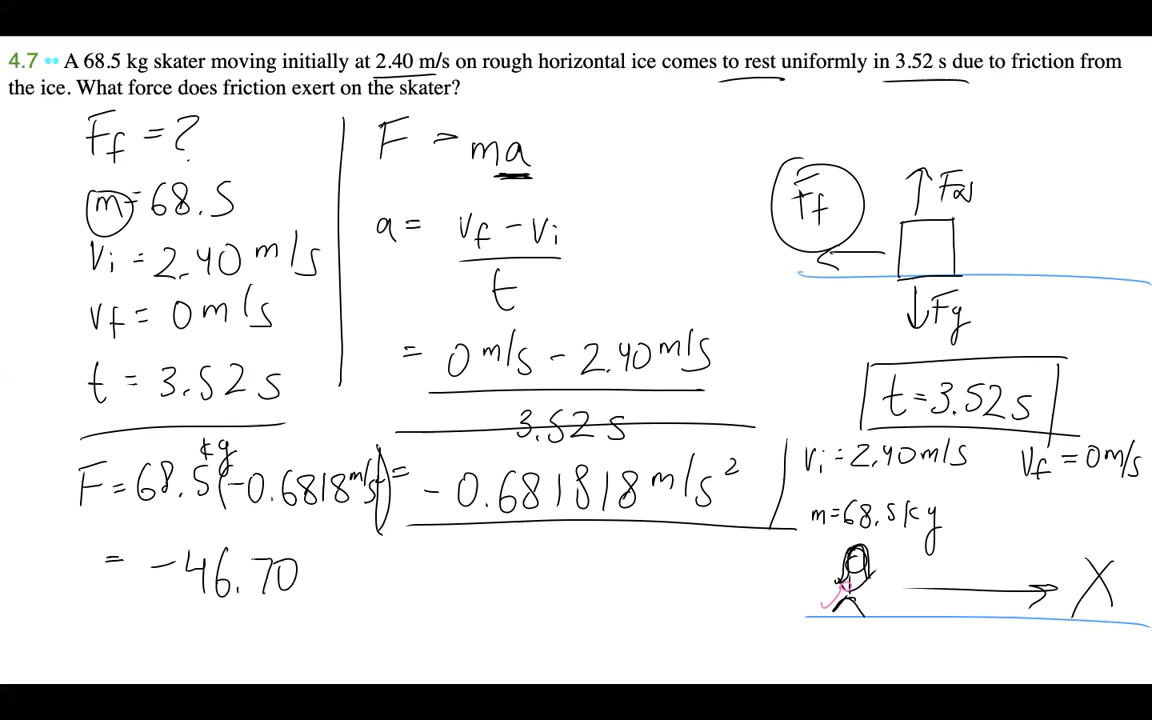 4.7 •• A 68.5 kg skater moving initially at 2.40 m/s on rough horizontal ice comes to rest uniformly in 3.52 s due to friction from
the ice. What force does friction exert on the skater?
Ff = ?
m = 68.5
Vi = 2.40 m/s
Vf = 0 m/s
t = 3.52 s
F = 68.5 kg (-0.6818 m/s)
= -46.70
F = ma
a = Vf - Vi
t
= 0 m/s - 2.40 m/s
3.52 s
= -0.681818 m/s²
Ff
FN
Fg
t = 3.52 s
Vi = 2.40 m/s
Vf = 0 m/s
m = 68.5 kg
X